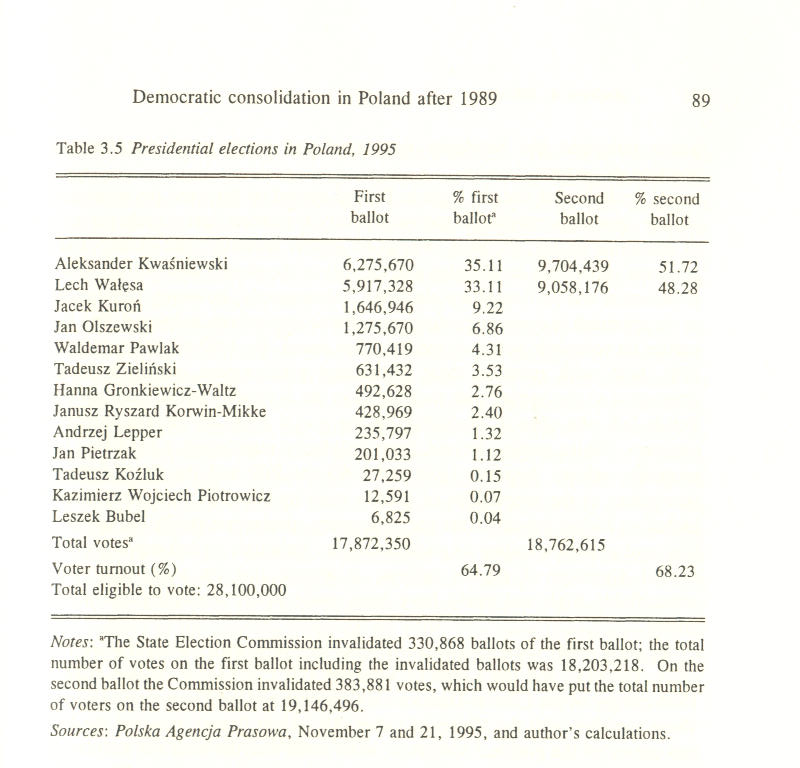 Democratic consolidation in Poland after 1989 89
Table 3.5 Presidential elections in Poland, 1995
First % first Second % second
ballot ballotª ballot ballot
Aleksander Kwaśniewski 6,275,670 35.11 9,704,439 51.72
Lech Wałęsa 5,917,328 33.11 9,058,176 48.28
Jacek Kuroń 1,646,946 9.22
Jan Olszewski 1,275,670 6.86
Waldemar Pawlak 770,419 4.31
Tadeusz Zieliński 631,432 3.53
Hanna Gronkiewicz-Waltz 492,628 2.76
Janusz Ryszard Korwin-Mikke 428,969 2.40
Andrzej Lepper 235,797 1.32
Jan Pietrzak 201,033 1.12
Tadeusz Koźluk 27,259 0.15
Kazimierz Wojciech Piotrowicz 12,591 0.07
Leszek Bubel 6,825 0.04
Total votesª 17,872,350 18,762,615
Voter turnout (%) 64.79 68.23
Total eligible to vote: 28,100,000
Notes: ªThe State Election Commission invalidated 330,868 ballots of the first ballot; the total
number of votes on the first ballot including the invalidated ballots was 18,203,218. On the
second ballot the Commission invalidated 383,881 votes, which would have put the total number
of voters on the second ballot at 19,146,496.
Sources: Polska Agencja Prasowa, November 7 and 21, 1995, and author's calculations.